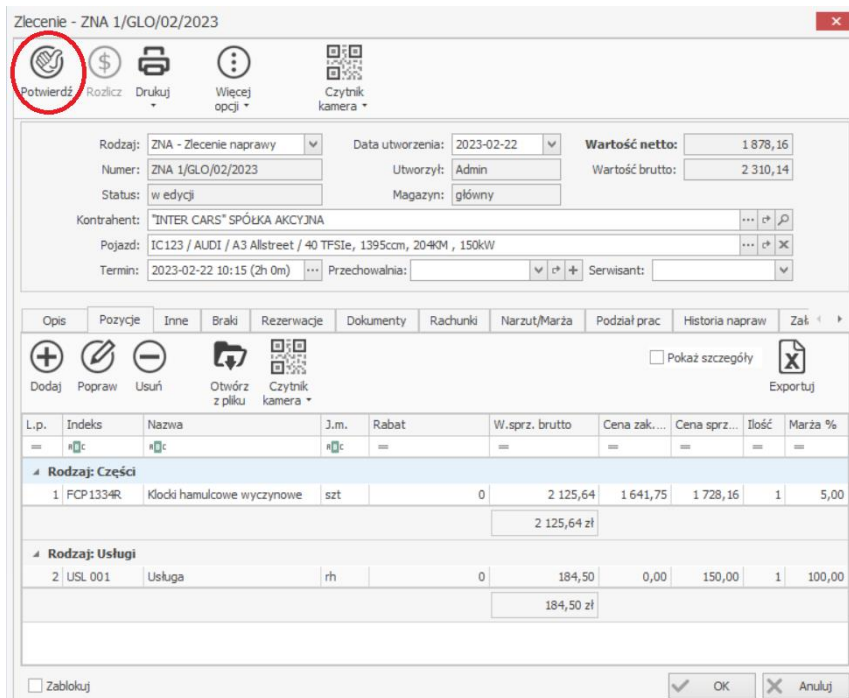 Zlecenie - ZNA 1/GLO/02/2023
Potwierdź Rozlicz Drukuj Więcej opcji Czytnik kamera
Rodzaj: ZNA - Zlecenie naprawy Data utworzenia: 2023-02-22 Wartość netto: 1 878,16
Numer: ZNA 1/GLO/02/2023 Utworzył: Admin Wartość brutto: 2 310,14
Status: w edycji Magazyn: główny
Kontrahent: "INTER CARS" SPÓŁKA AKCYJNA
Pojazd: IC123 / AUDI / A3 Allstreet / 40 TFSIe, 1395ccm, 204KM , 150kW
Termin: 2023-02-22 10:15 (2h 0m) Przechowalnia: Serwisant:
Opis Pozycje Inne Braki Rezerwacje Dokumenty Rachunki Narzut/Marża Podział prac Historia napraw Zał
Dodaj Popraw Usuń Otwórz z pliku Czytnik kamera Pokaż szczegóły Exportuj
L.p. Indeks Nazwa J.m. Rabat W.sprz. brutto Cena zak.... Cena sprz... Ilość Marża %
Rodzaj: Części
1 FCP1334R Klocki hamulcowe wyczynowe szt 0 2 125,64 1 641,75 1 728,16 1 5,00
2 125,64 zł
Rodzaj: Usługi
2 USL 001 Usługa rh 0 184,50 0,00 150,00 1 100,00
184,50 zł
Zablokuj OK Anuluj